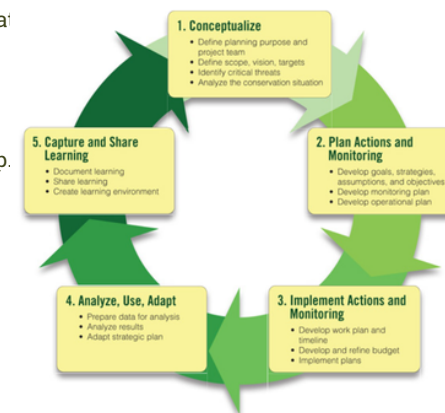 1. Conceptualize
• Define planning purpose and
project team
• Define scope, vision, targets
• Identify critical threats
• Analyze the conservation situation
2. Plan Actions and
Monitoring
• Develop goals, strategies,
assumptions, and objectives
• Develop monitoring plan
• Develop operational plan
3. Implement Actions and
Monitoring
• Develop work plan and
timeline
• Develop and refine budget
• Implement plans
4. Analyze, Use, Adapt
• Prepare data for analysis
• Analyze results
• Adapt strategic plan
5. Capture and Share
Learning
• Document learning
• Share learning
• Create learning environment
p.